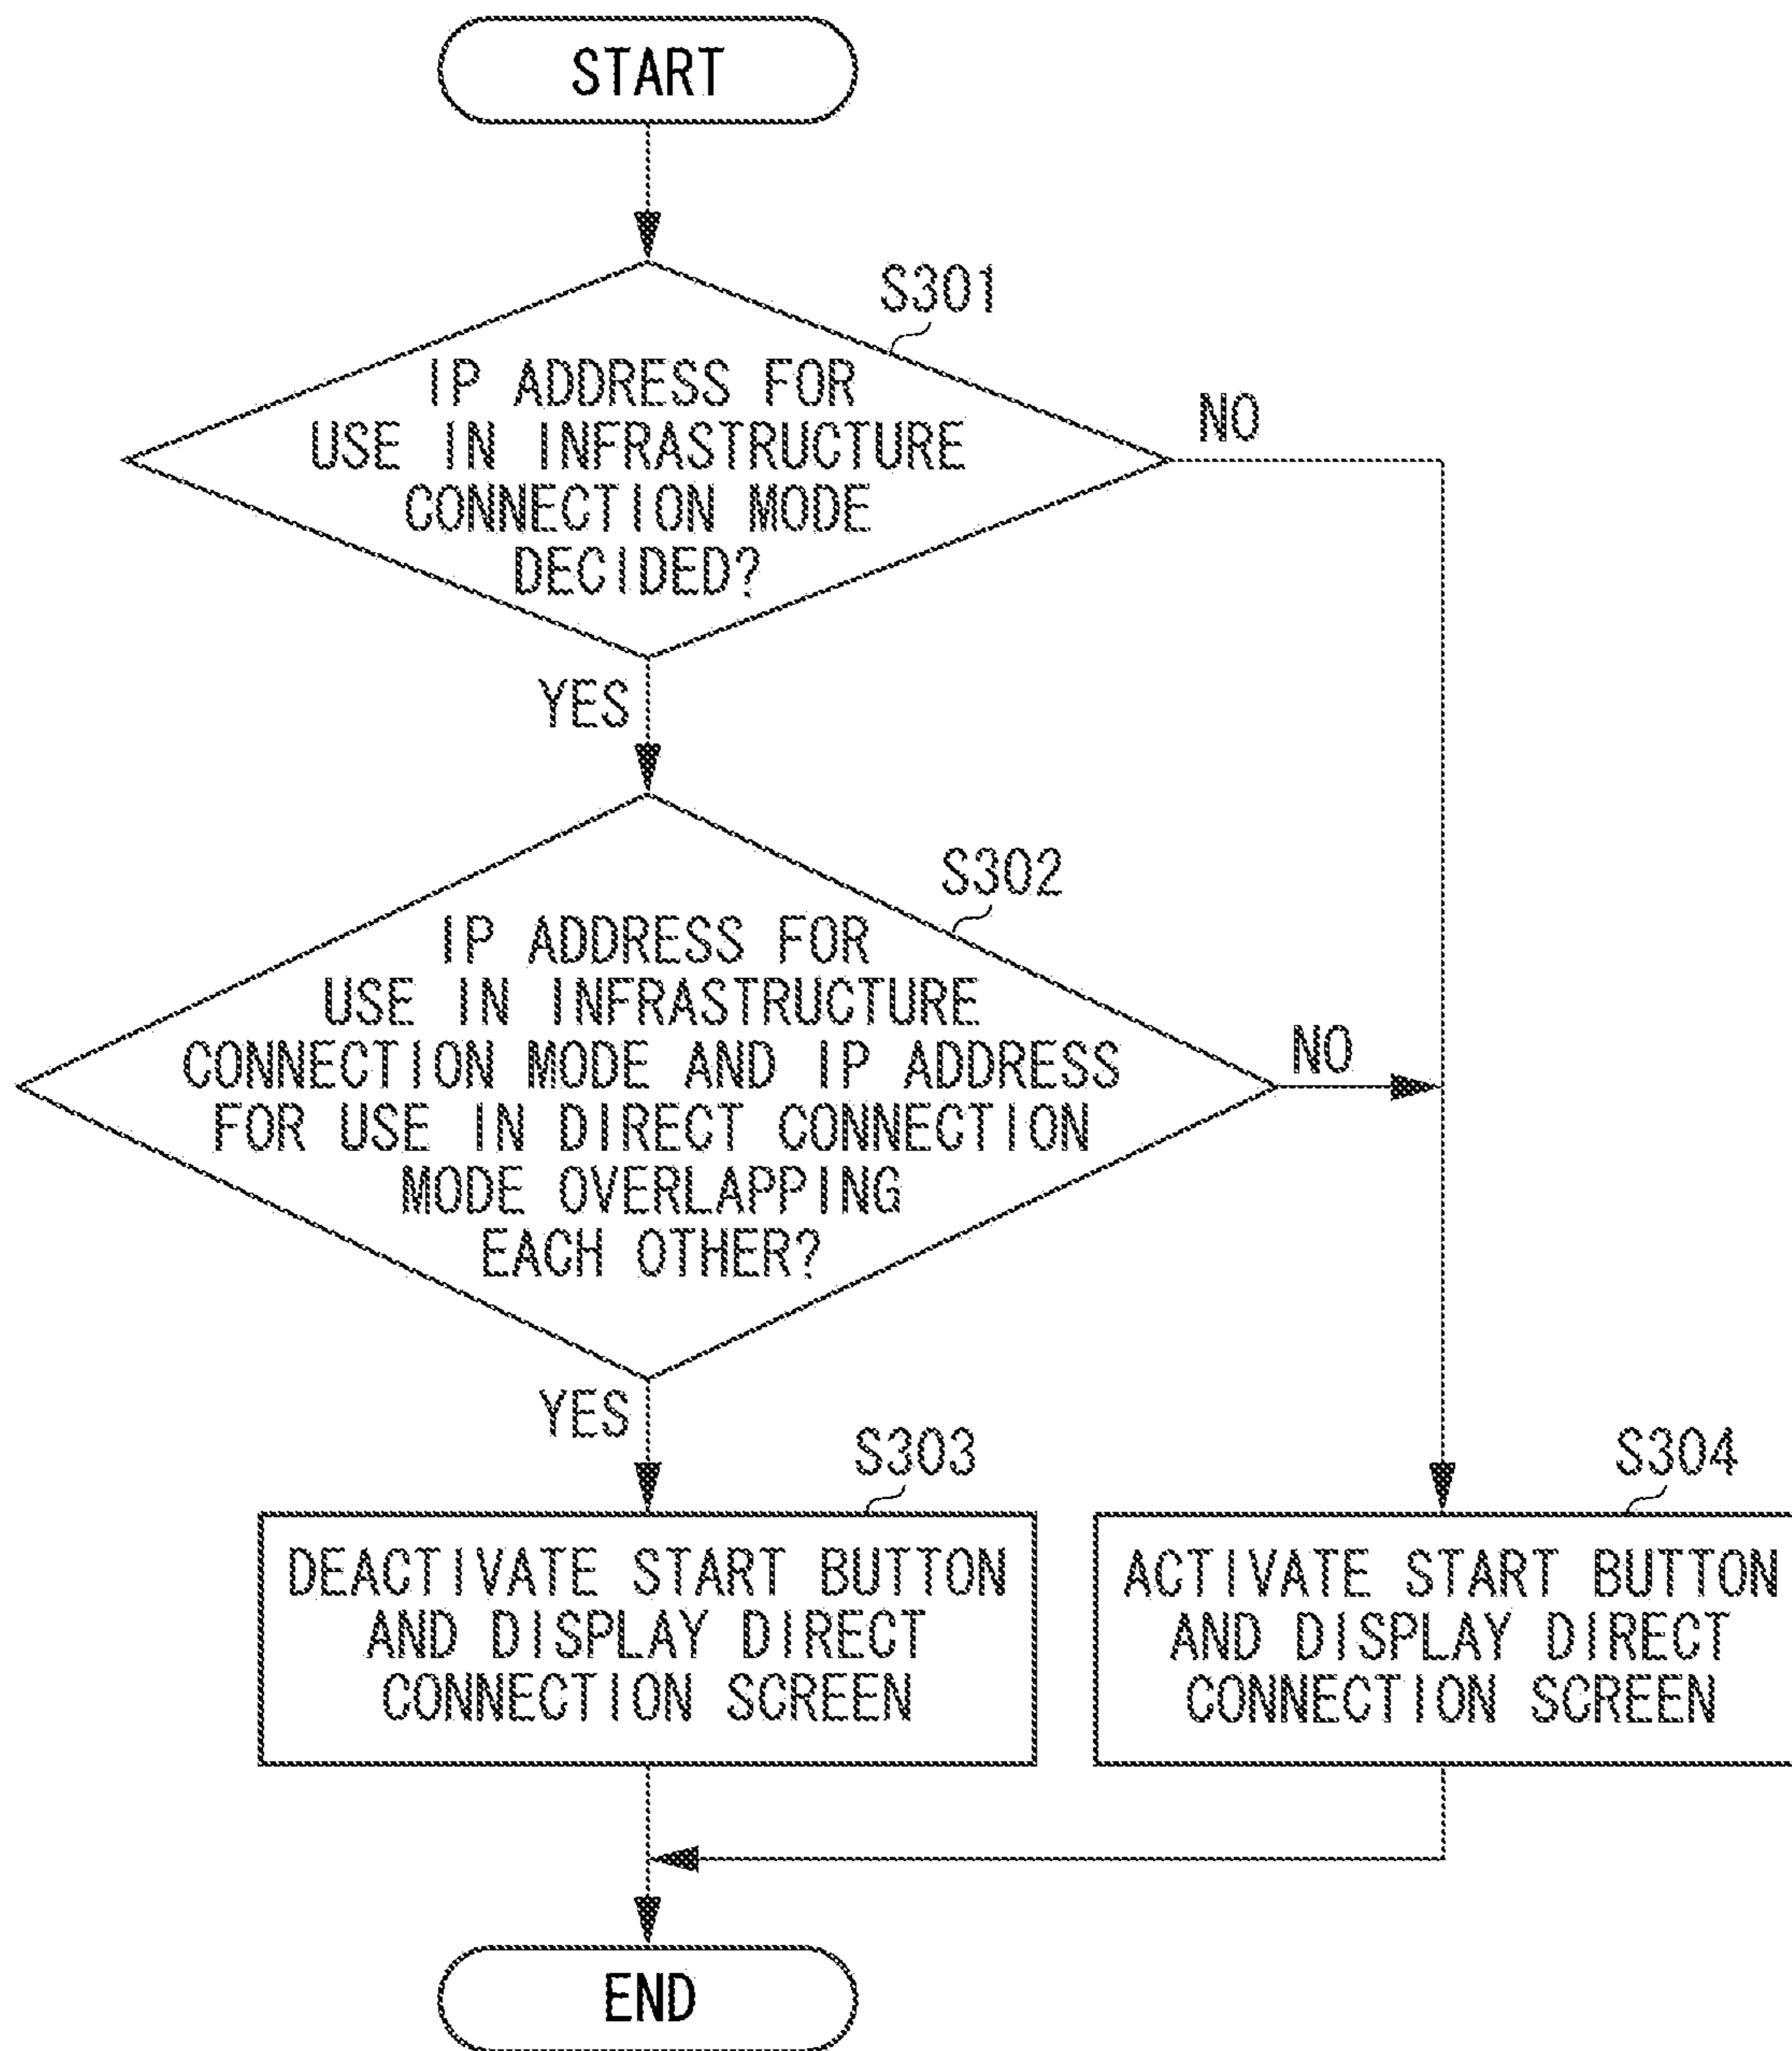 START
S301
IP ADDRESS FOR
USE IN INFRASTRUCTURE
CONNECTION MODE
DECIDED?
NO
YES
S302
IP ADDRESS FOR
USE IN INFRASTRUCTURE
CONNECTION MODE AND IP ADDRESS
FOR USE IN DIRECT CONNECTION
MODE OVERLAPPING
EACH OTHER?
NO
YES
S303
DEACTIVATE START BUTTON
AND DISPLAY DIRECT
CONNECTION SCREEN
S304
ACTIVATE START BUTTON
AND DISPLAY DIRECT
CONNECTION SCREEN
END